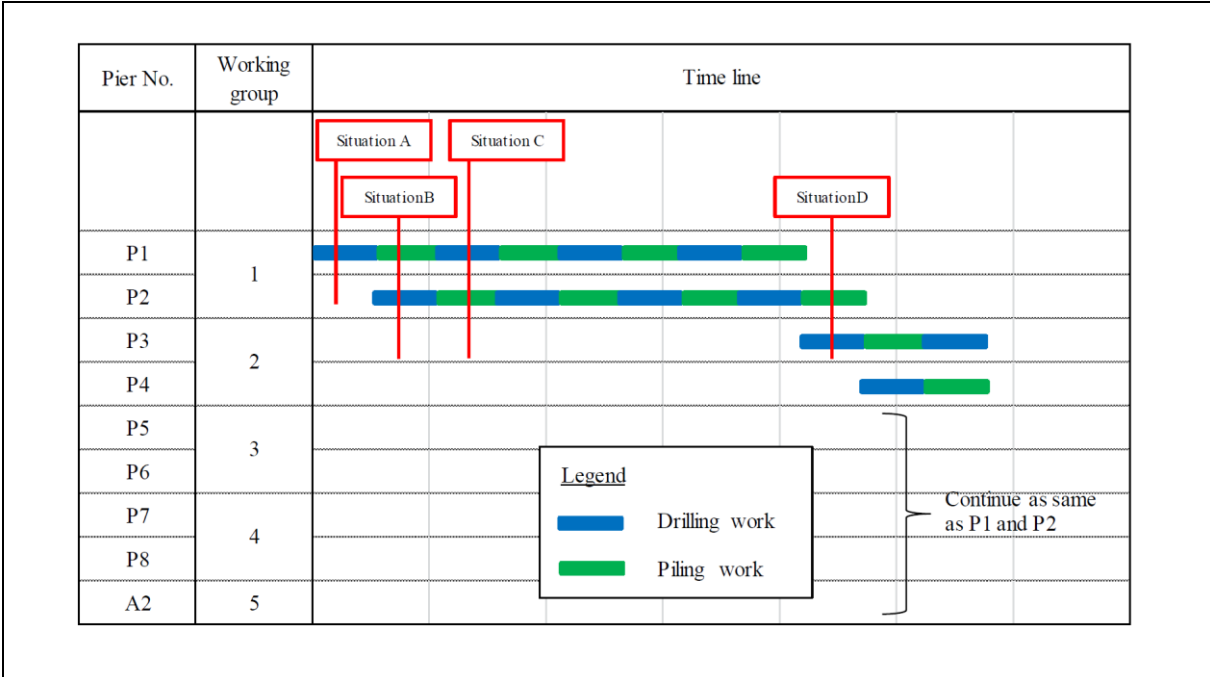 Pier No.
Working
group
Time line
Situation A
Situation C
SituationB
SituationD
P1
1
P2
P3
2
P4
P5
3
P6
P7
4
P8
A2
5
Legend
Drilling work
Piling work
Continue as same
as P1 and P2